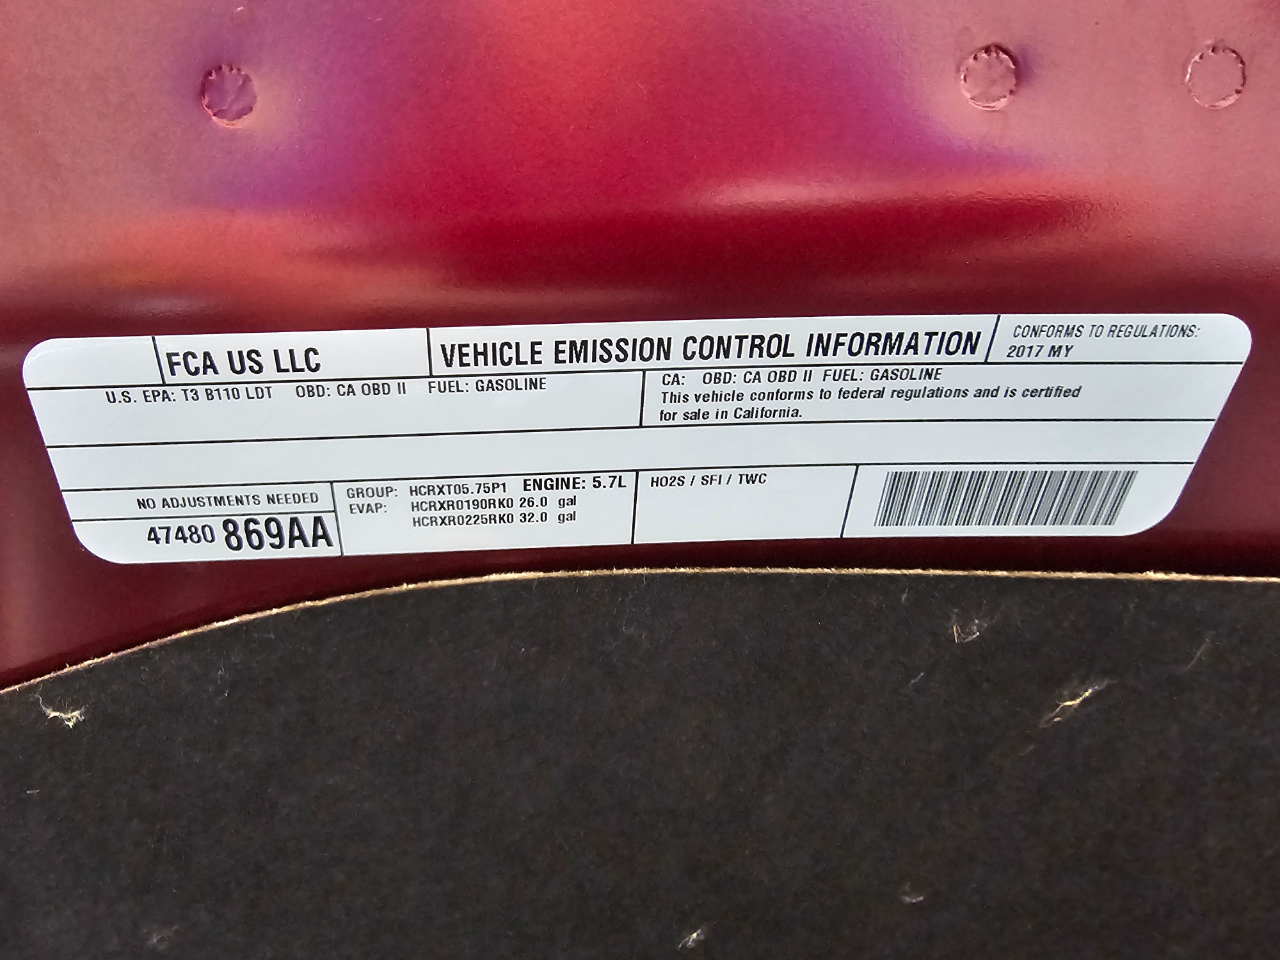 FCA US LLC
VEHICLE EMISSION CONTROL INFORMATION
CONFORMS TO REGULATIONS:
2017 MY
U.S. EPA: T3 B110 LDT OBD: CA OBD II FUEL: GASOLINE
CA: OBD: CA OBD II FUEL: GASOLINE
This vehicle conforms to federal regulations and is certified
for sale in California.
NO ADJUSTMENTS NEEDED
47480 869AA
GROUP: HCRXT05.75P1 ENGINE: 5.7L
EVAP: HCRXR0190RK0 26.0 gal
HCRXR0225RK0 32.0 gal
HO2S / SFI / TWC